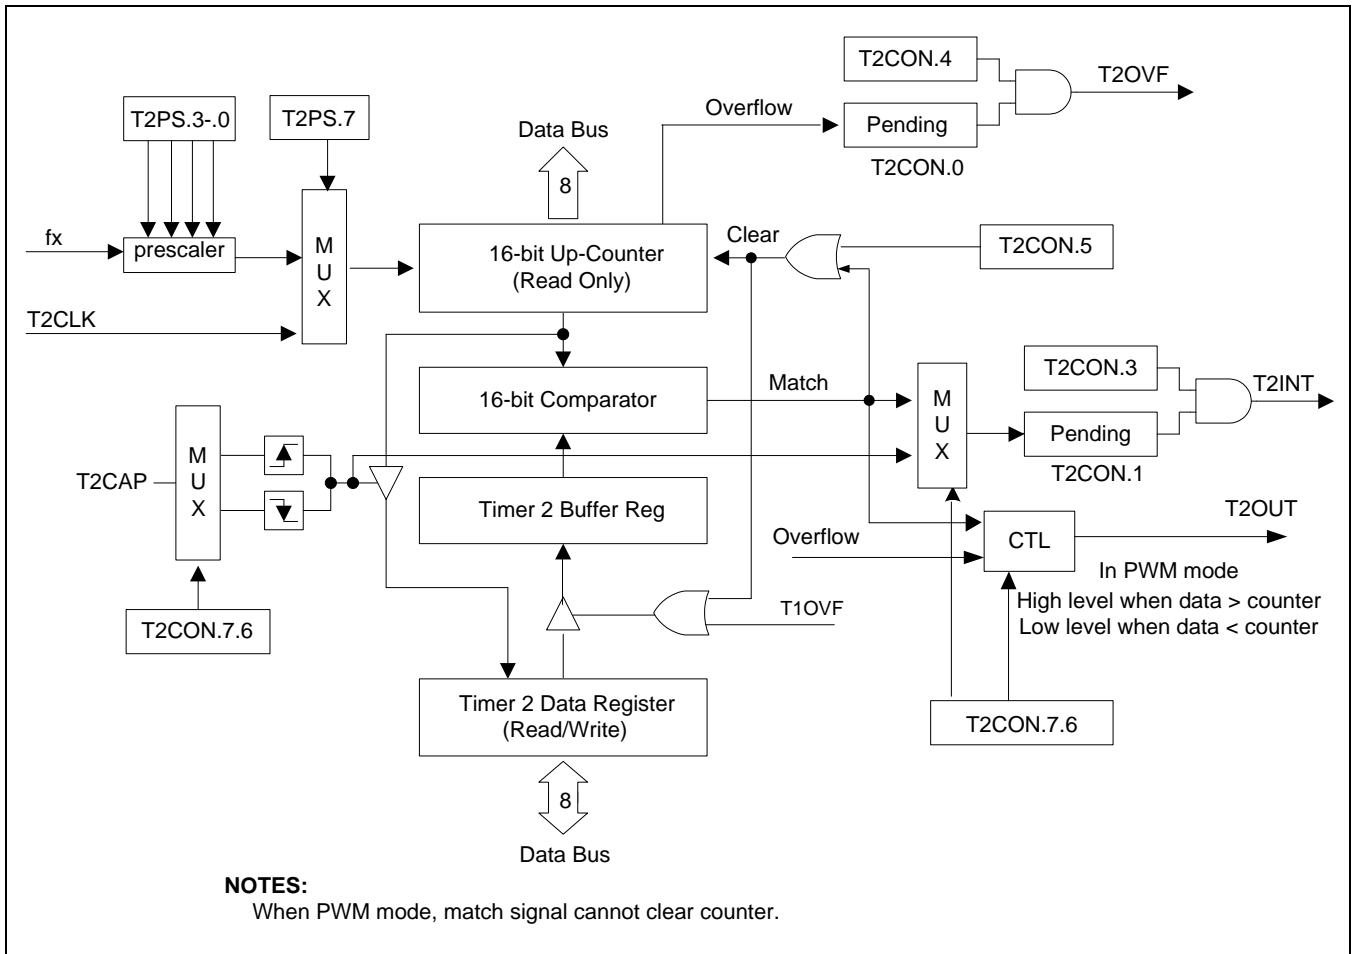 T2CON.4
T2OVF
T2PS.3-.0
T2PS.7
Overflow
Data Bus
Pending
T2CON.0
8
fx
prescaler
M
U
X
16-bit Up-Counter
(Read Only)
Clear
T2CON.5
T2CLK
T2CON.3
T2INT
16-bit Comparator
Match
M
U
X
Pending
T2CON.1
T2CAP
M
U
X
Timer 2 Buffer Reg
T2OUT
Overflow
CTL
In PWM mode
High level when data > counter
Low level when data < counter
T1OVF
T2CON.7.6
Timer 2 Data Register
(Read/Write)
T2CON.7.6
8
Data Bus
NOTES:
When PWM mode, match signal cannot clear counter.